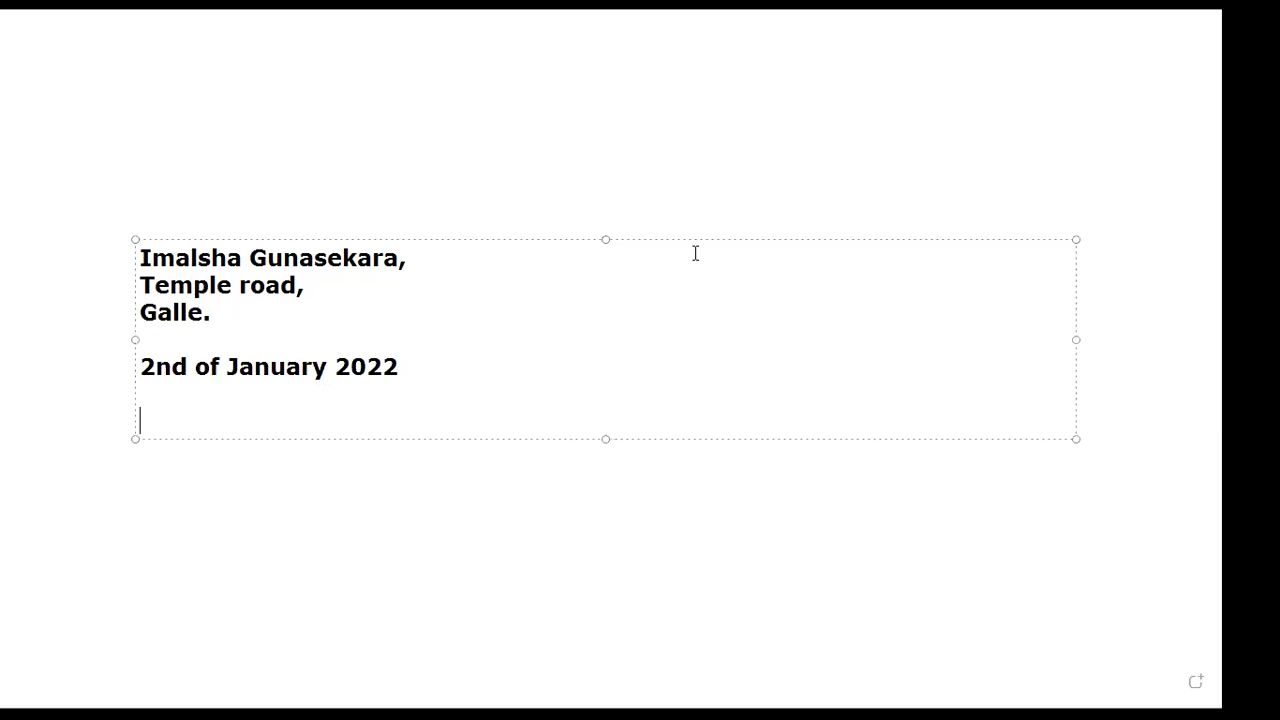 Imalsha Gunasekara,
Temple road,
Galle.
2nd of January 2022